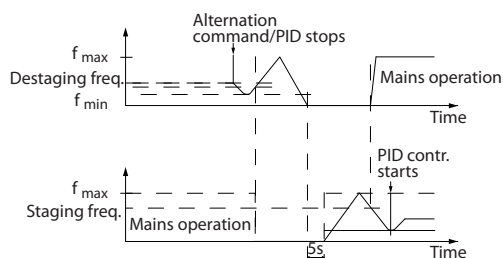 Alternation
command/PID stops
f max
Destaging freq.
f min
Mains operation
Time
PID contr.
starts
f max
Staging freq.
Mains operation
5s
Time